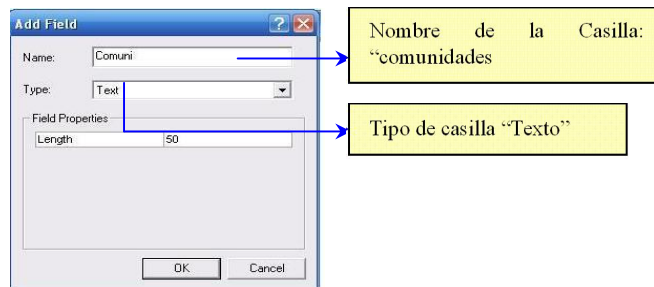 Add Field
Name: Comuni
Type: Text
Field Properties
Length 50
OK Cancel
Nombre de la Casilla:
“comunidades
Tipo de casilla “Texto”